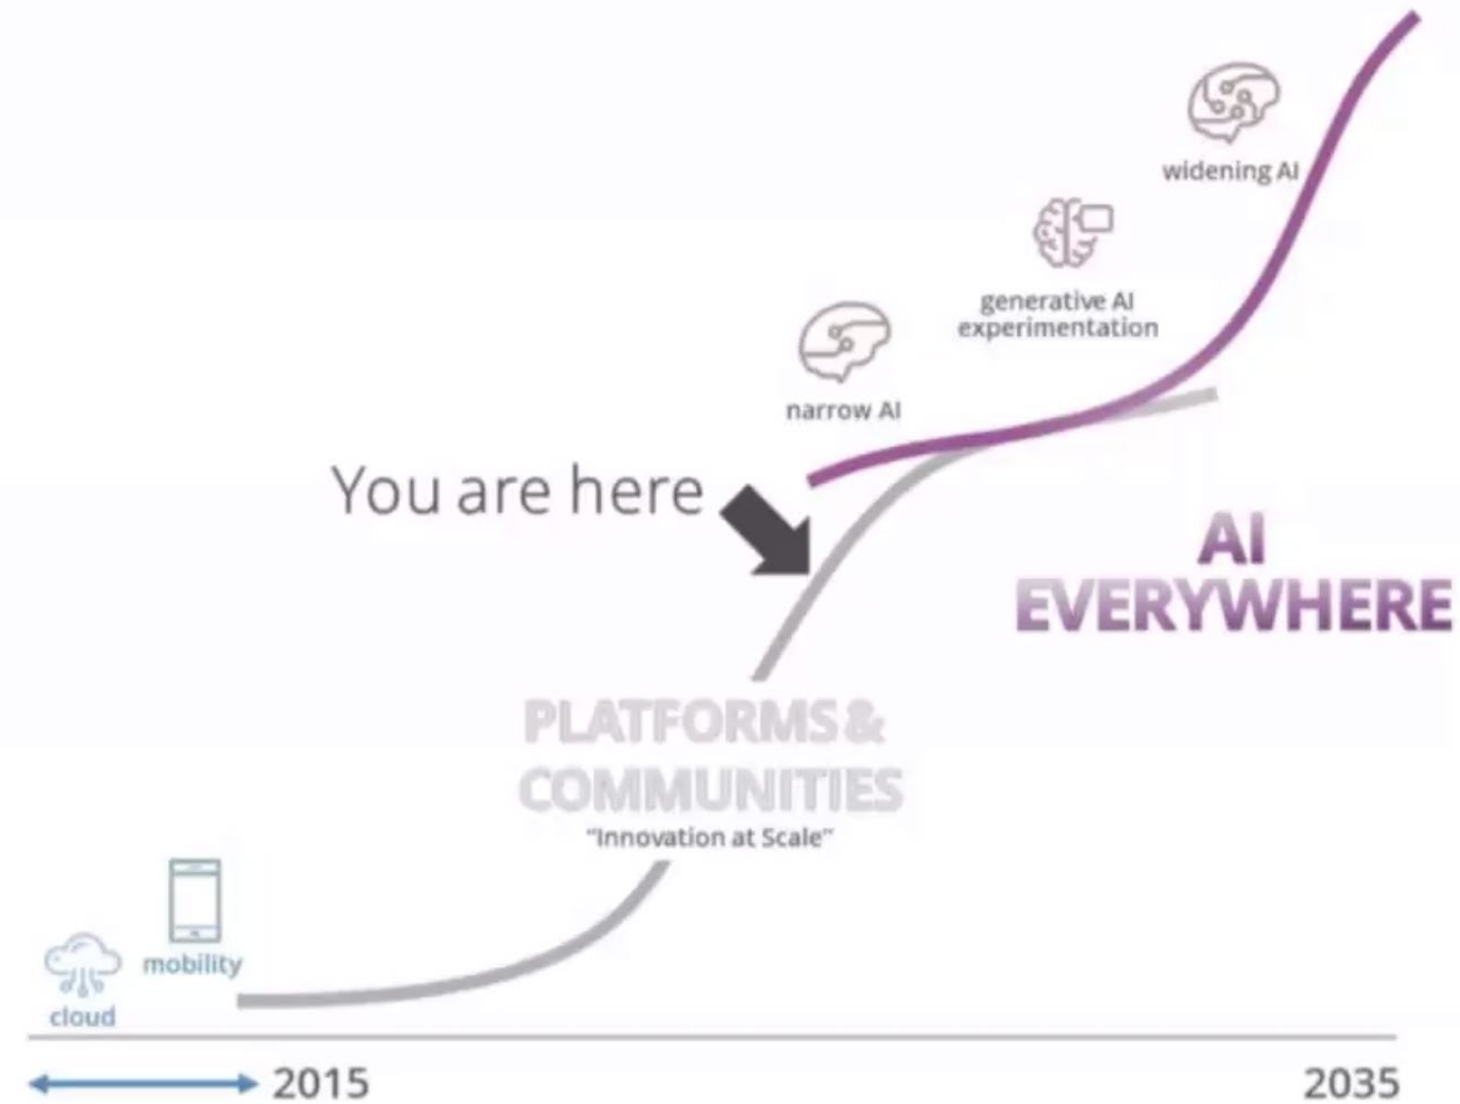 widening AI
generative AI
experimentation
narrow AI
You are here
AI
EVERYWHERE
PLATFORMS &
COMMUNITIES
“Innovation at Scale”
mobility
cloud
2015
2035